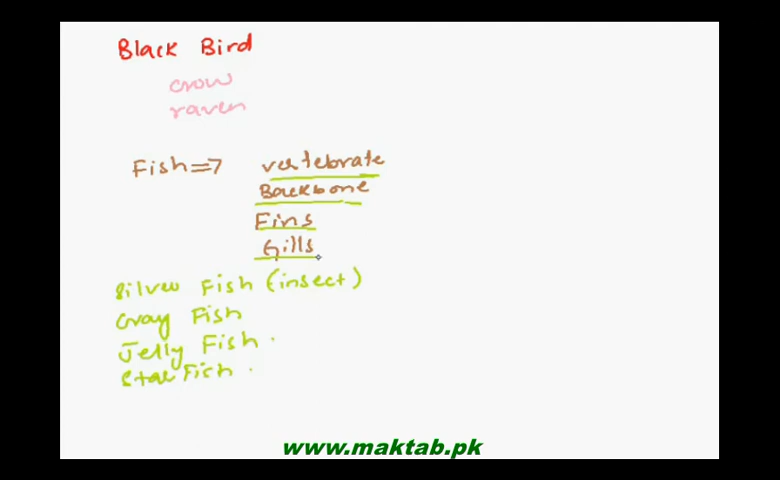 Black Bird
crow
raven
Fish => vertebrate
Backbone
Fins
Gills
Silver Fish (insect)
Cray Fish
Jelly Fish .
Star Fish .
www.maktab.pk